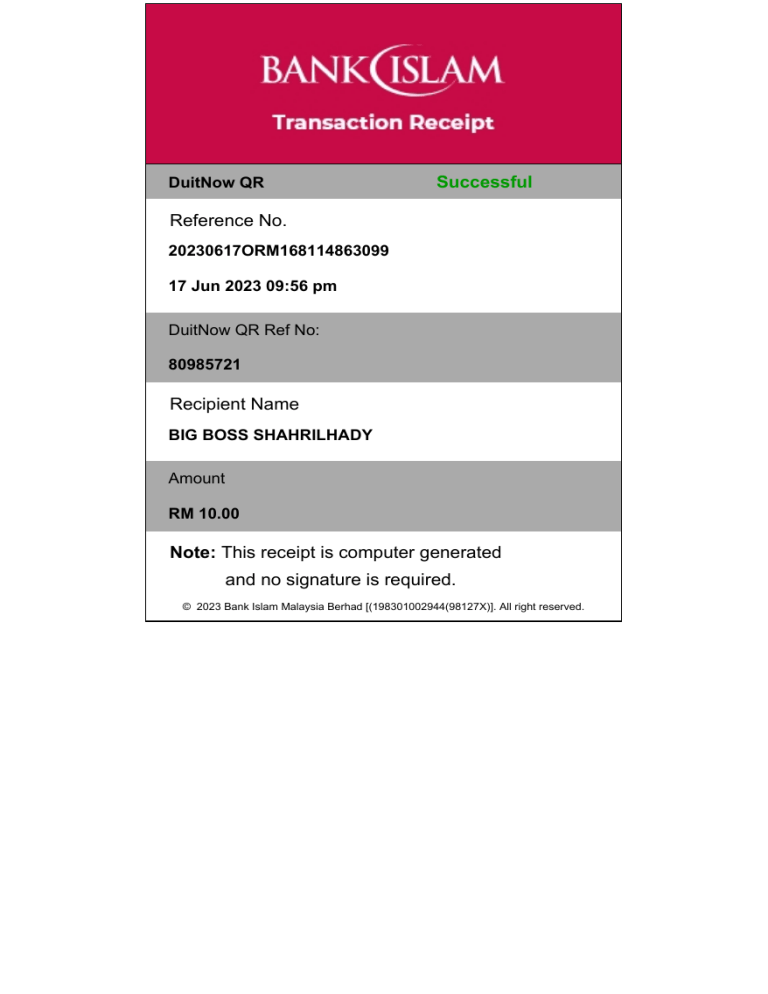 BANK ISLAM
Transaction Receipt
DuitNow QR Successful
Reference No.
20230617ORM168114863099
17 Jun 2023 09:56 pm
DuitNow QR Ref No:
80985721
Recipient Name
BIG BOSS SHAHRILHADY
Amount
RM 10.00
Note: This receipt is computer generated
and no signature is required.
© 2023 Bank Islam Malaysia Berhad [(198301002944(98127X)]. All right reserved.